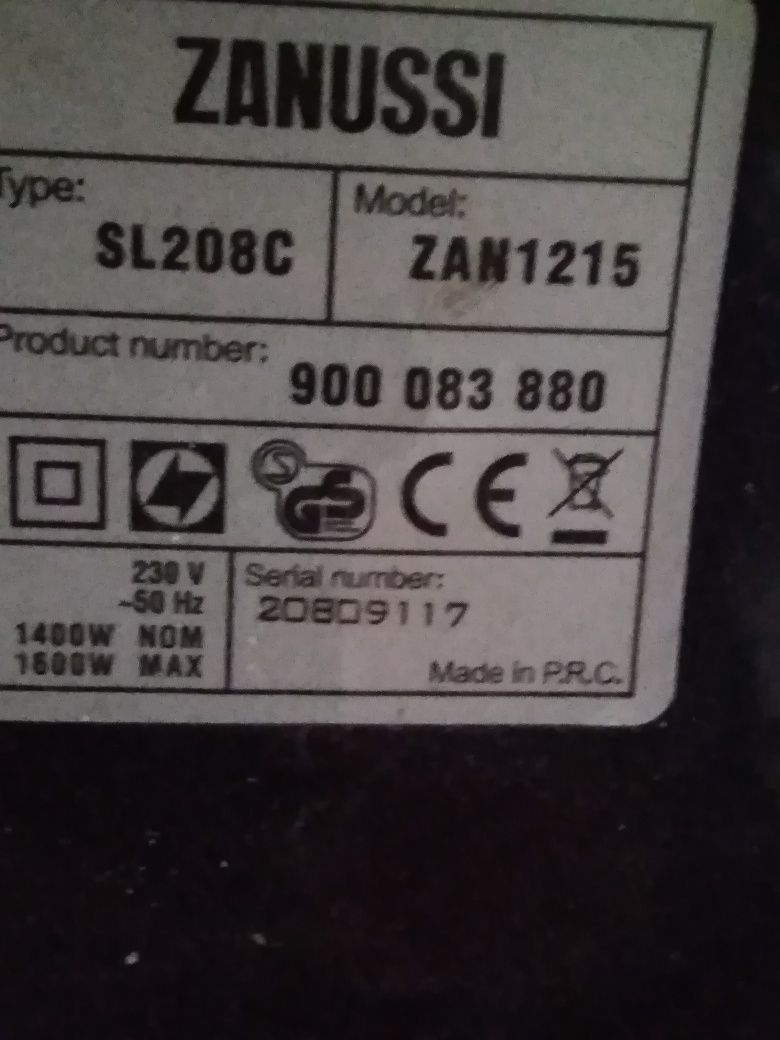 ZANUSSI
Type:
SL208C
Model:
ZAN1215
Product number:
900 083 880
S GS CE
230 V
~50 Hz
1400W NOM
1600W MAX
Serial number:
20809117
Made in P.R.C.